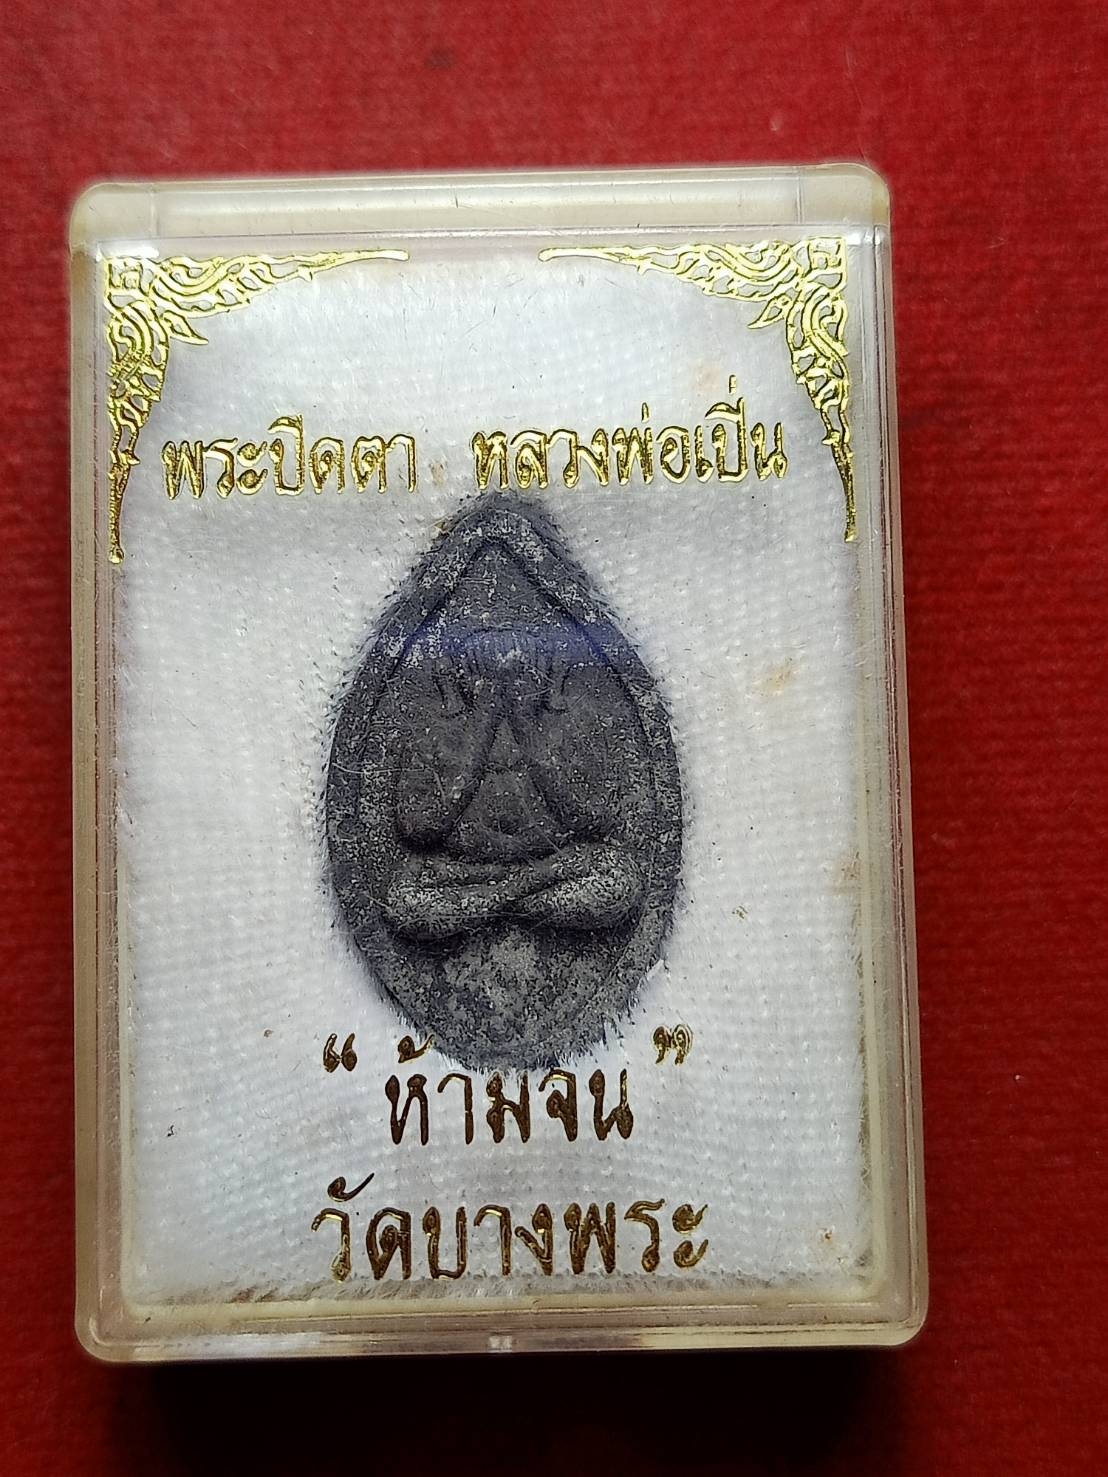 พระปิดตา หลวงพ่อเปิ่น
“ห้ามจน”
วัดบางพระ